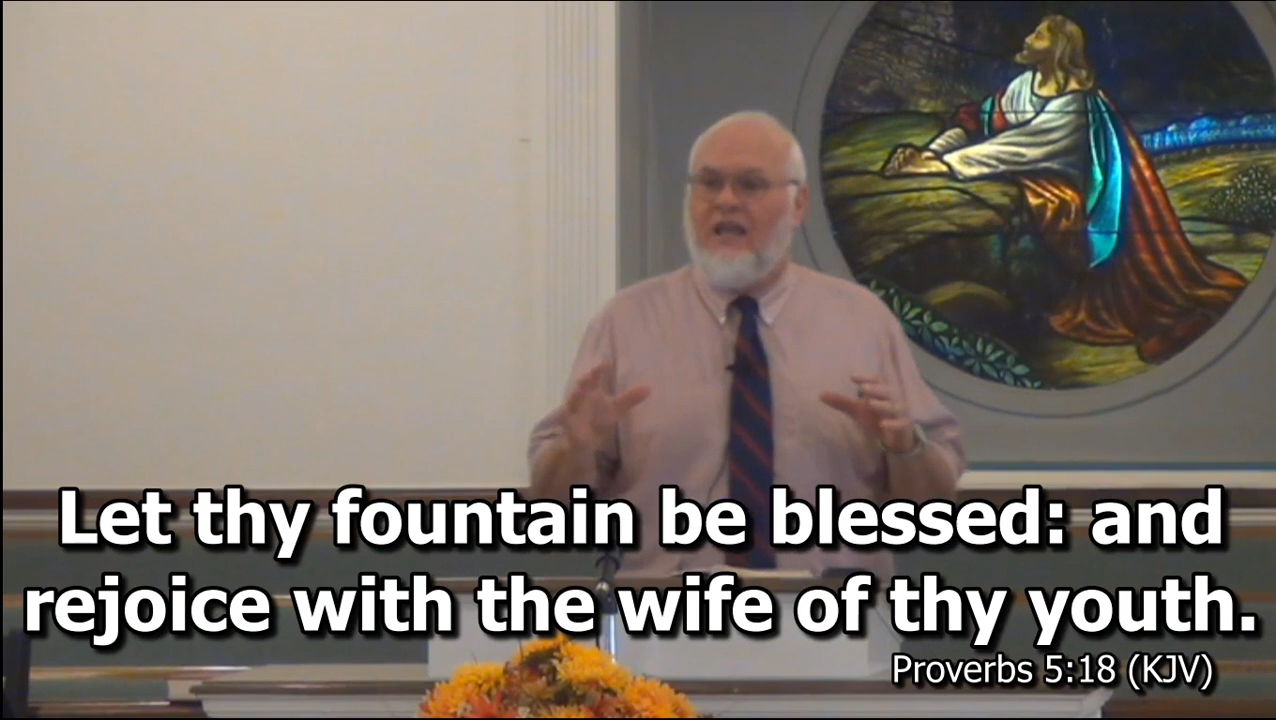 Let thy fountain be blessed: and
rejoice with the wife of thy youth.
Proverbs 5:18 (KJV)